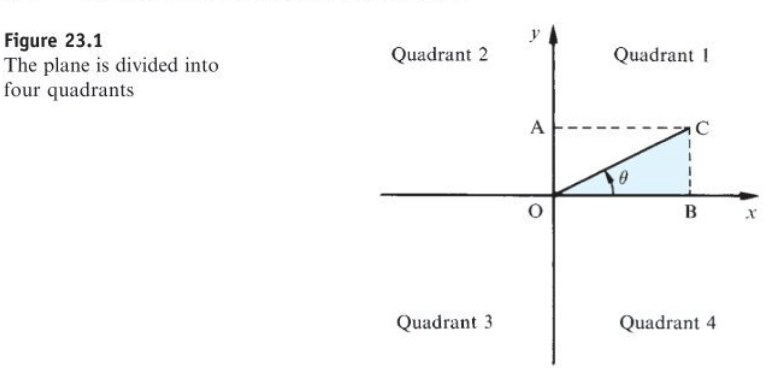 Figure 23.1
The plane is divided into
four quadrants
y
Quadrant 2
Quadrant 1
A
C
θ
O
B
x
Quadrant 3
Quadrant 4